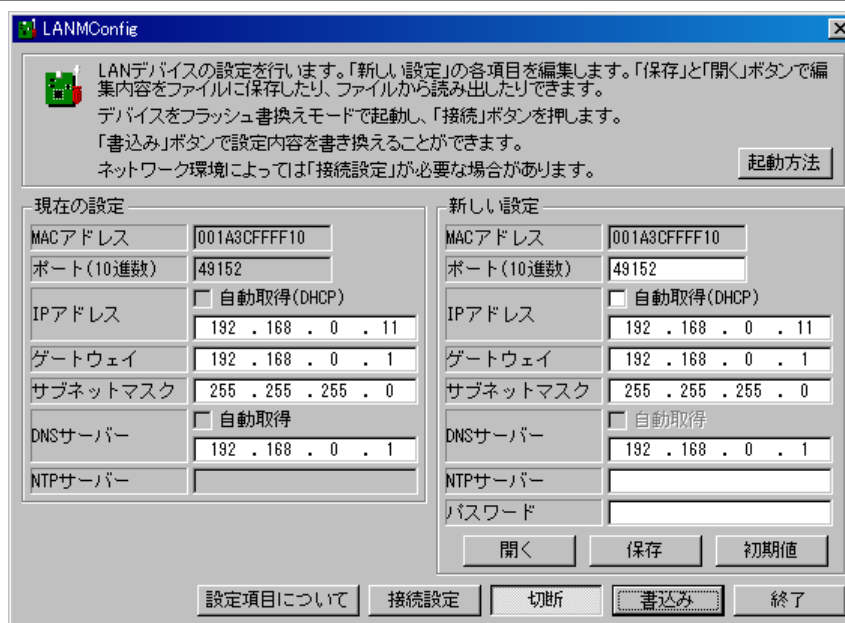 LANMConfig
LANデバイスの設定を行います。「新しい設定」の各項目を編集します。「保存」と「開く」ボタンで編
集内容をファイルに保存したり、ファイルから読み出したりできます。
デバイスをフラッシュ書換えモードで起動し、「接続」ボタンを押します。
「書込み」ボタンで設定内容を書き換えることができます。
ネットワーク環境によっては「接続設定」が必要な場合があります。
起動方法
現在の設定
MACアドレス 001A3CFFFF10
ポート(10進数) 49152
IPアドレス
自動取得(DHCP)
192 . 168 . 0 . 11
ゲートウェイ 192 . 168 . 0 . 1
サブネットマスク 255 . 255 . 255 . 0
DNSサーバー
自動取得
192 . 168 . 0 . 1
NTPサーバー
新しい設定
MACアドレス 001A3CFFFF10
ポート(10進数) 49152
IPアドレス
自動取得(DHCP)
192 . 168 . 0 . 11
ゲートウェイ 192 . 168 . 0 . 1
サブネットマスク 255 . 255 . 255 . 0
DNSサーバー
自動取得
192 . 168 . 0 . 1
NTPサーバー
パスワード
開く 保存 初期値
設定項目について 接続設定 切断 書込み 終了